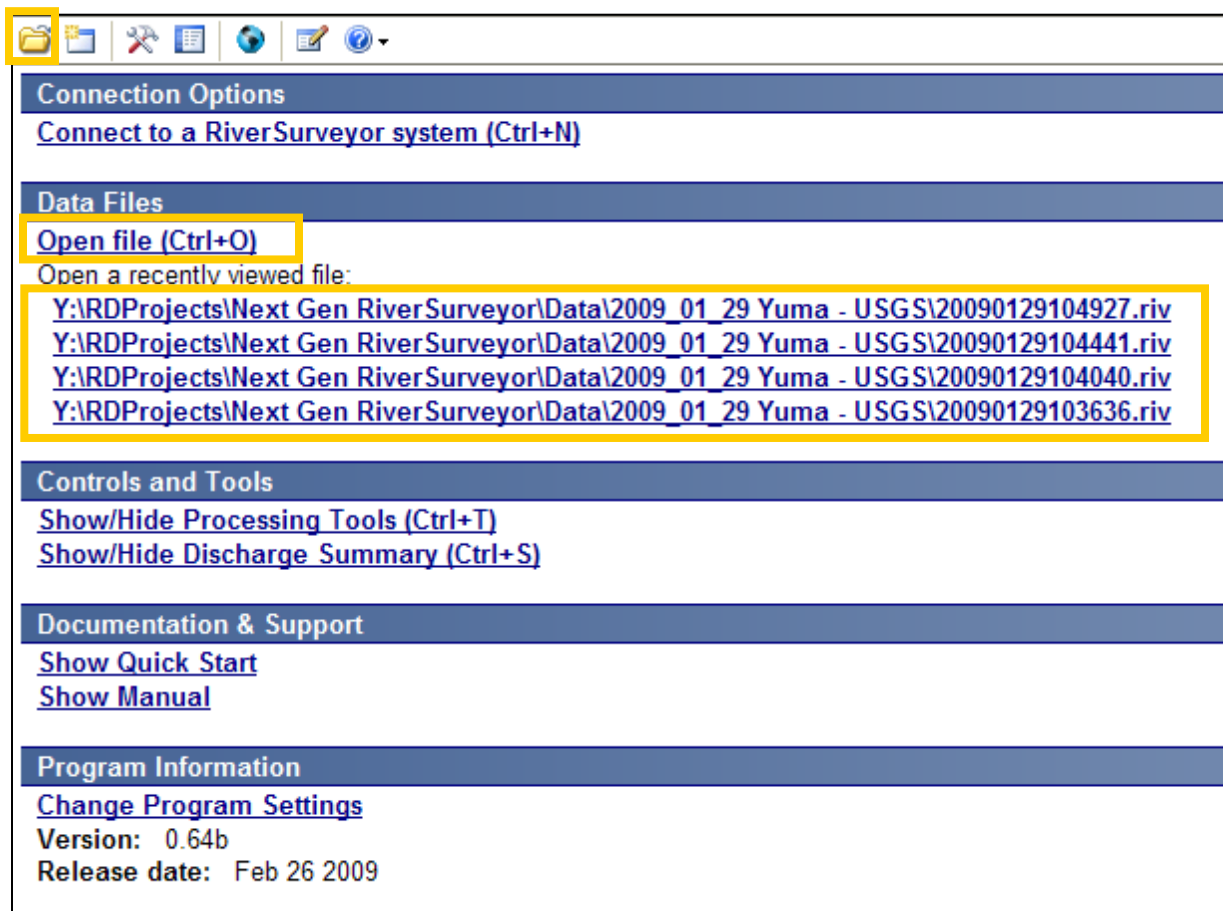 Connection Options
Connect to a RiverSurveyor system (Ctrl+N)
Data Files
Open file (Ctrl+O)
Open a recently viewed file:
Y:\RDProjects\Next Gen RiverSurveyor\Data\2009_01_29 Yuma - USGS\20090129104927.riv
Y:\RDProjects\Next Gen RiverSurveyor\Data\2009_01_29 Yuma - USGS\20090129104441.riv
Y:\RDProjects\Next Gen RiverSurveyor\Data\2009_01_29 Yuma - USGS\20090129104040.riv
Y:\RDProjects\Next Gen RiverSurveyor\Data\2009_01_29 Yuma - USGS\20090129103636.riv
Controls and Tools
Show/Hide Processing Tools (Ctrl+T)
Show/Hide Discharge Summary (Ctrl+S)
Documentation & Support
Show Quick Start
Show Manual
Program Information
Change Program Settings
Version: 0.64b
Release date: Feb 26 2009